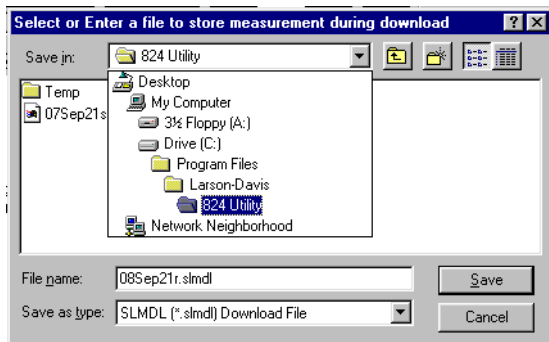 Select or Enter a file to store measurement during download
Save in:
824 Utility
Temp
07Sep21s
Desktop
My Computer
3½ Floppy (A:)
Drive (C:)
Program Files
Larson-Davis
824 Utility
Network Neighborhood
File name:
08Sep21r.slmdl
Save
Save as type:
SLMDL (*.slmdl) Download File
Cancel